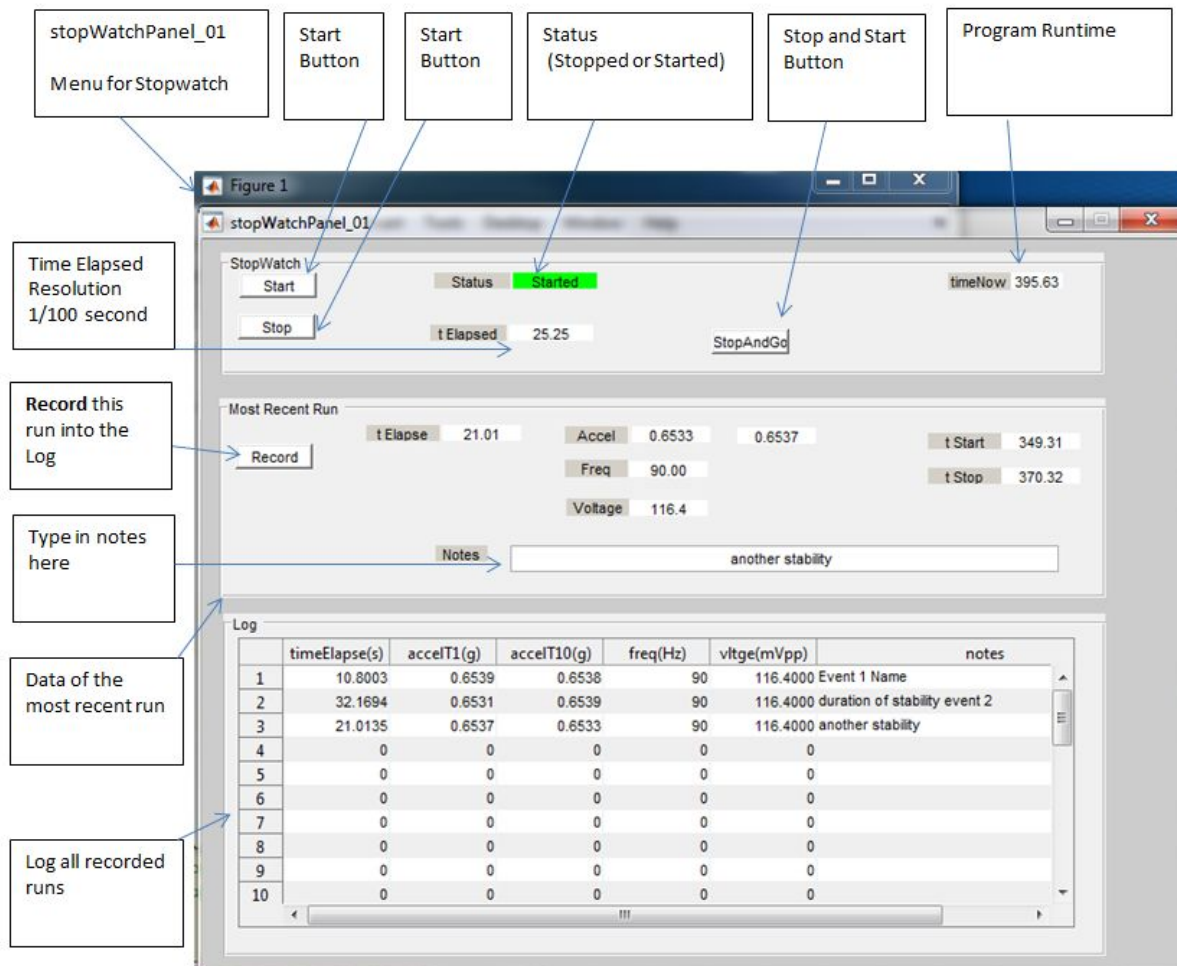 stopWatchPanel_01
Menu for Stopwatch
Start
Button
Start
Button
Status
(Stopped or Started)
Stop and Start
Button
Program Runtime
Figure 1
stopWatchPanel_01
Time Elapsed
Resolution
1/100 second
StopWatch
Start
Status Started
timeNow 395.63
Stop
t Elapsed 25.25
StopAndGo
Record this
run into the
Log
Most Recent Run
Record
t Elapse 21.01
Accel 0.6533 0.6537
Freq 90.00
Voltage 116.4
t Start 349.31
t Stop 370.32
Type in notes
here
Notes another stability
Data of the
most recent run
Log
timeElapse(s) accelT1(g) accelT10(g) freq(Hz) vltge(mVpp) notes
1 10.8003 0.6539 0.6538 90 116.4000 Event 1 Name
2 32.1694 0.6531 0.6539 90 116.4000 duration of stability event 2
3 21.0135 0.6537 0.6533 90 116.4000 another stability
4 0 0 0 0 0
5 0 0 0 0 0
6 0 0 0 0 0
7 0 0 0 0 0
8 0 0 0 0 0
9 0 0 0 0 0
10 0 0 0 0 0
Log all recorded
runs